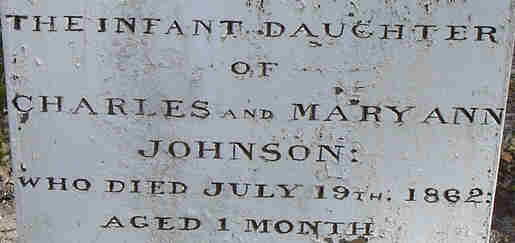 THE INFANT DAUGHTER
OF
CHARLES AND MARY ANN
JOHNSON:
WHO DIED JULY 19TH: 1862:
AGED 1 MONTH